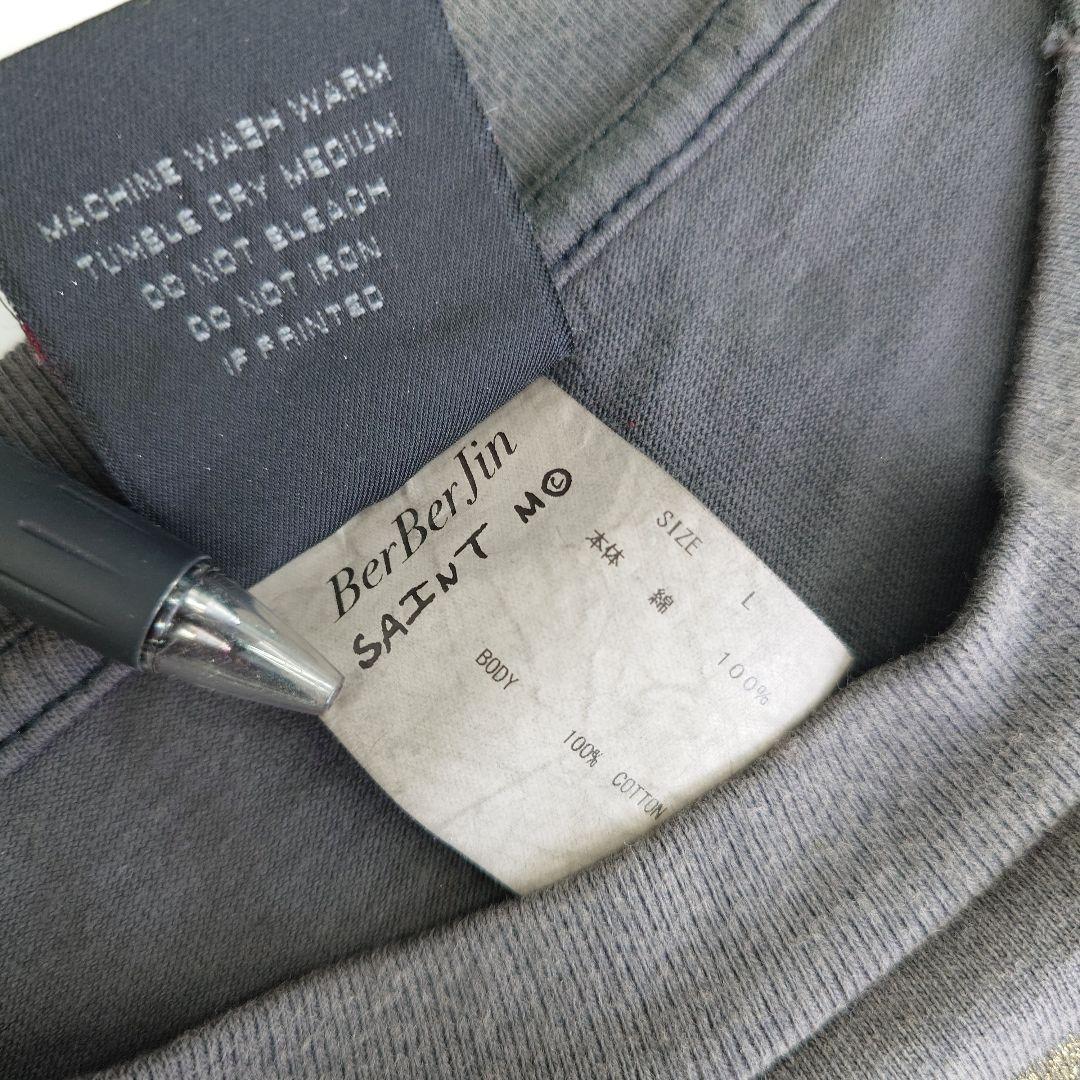 MACHINE WASH WARM
TUMBLE DRY MEDIUM
DO NOT BLEACH
DO NOT IRON
IF PRINTED
BerBerJin
SAINT M©
SIZE L
本体 綿 100%
BODY 100% COTTON